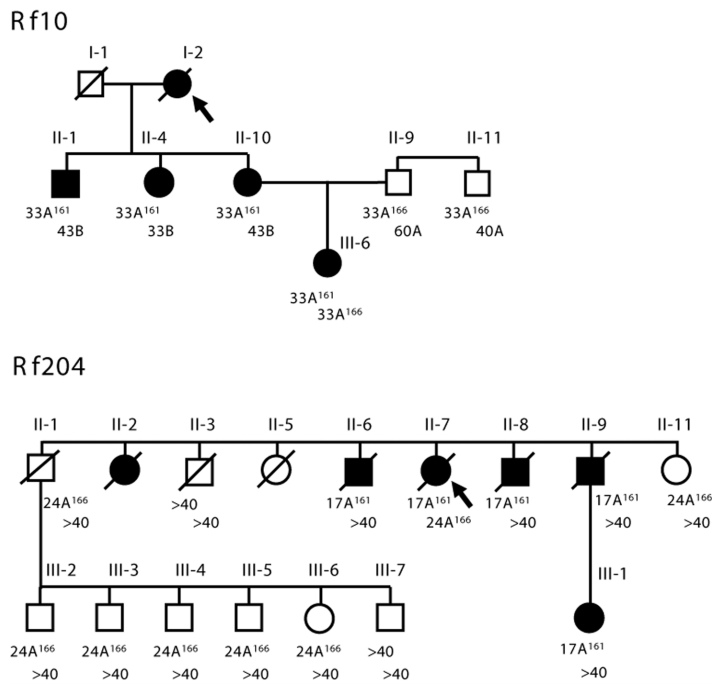 Rf10
I-1 I-2
II-1 II-4 II-10 II-9 II-11
33A¹⁶¹ 33A¹⁶¹ 33A¹⁶¹ 33A¹⁶⁶ 33A¹⁶⁶
43B 33B 43B 60A 40A
III-6
33A¹⁶¹
33A¹⁶⁶
Rf204
II-1 II-2 II-3 II-5 II-6 II-7 II-8 II-9 II-11
24A¹⁶⁶ >40 17A¹⁶¹ 17A¹⁶¹ 17A¹⁶¹ 17A¹⁶¹ 24A¹⁶⁶
>40 >40 >40 24A¹⁶⁶ >40 >40 >40
III-2 III-3 III-4 III-5 III-6 III-7 III-1
24A¹⁶⁶ 24A¹⁶⁶ 24A¹⁶⁶ 24A¹⁶⁶ 24A¹⁶⁶ >40 17A¹⁶¹
>40 >40 >40 >40 >40 >40 >40